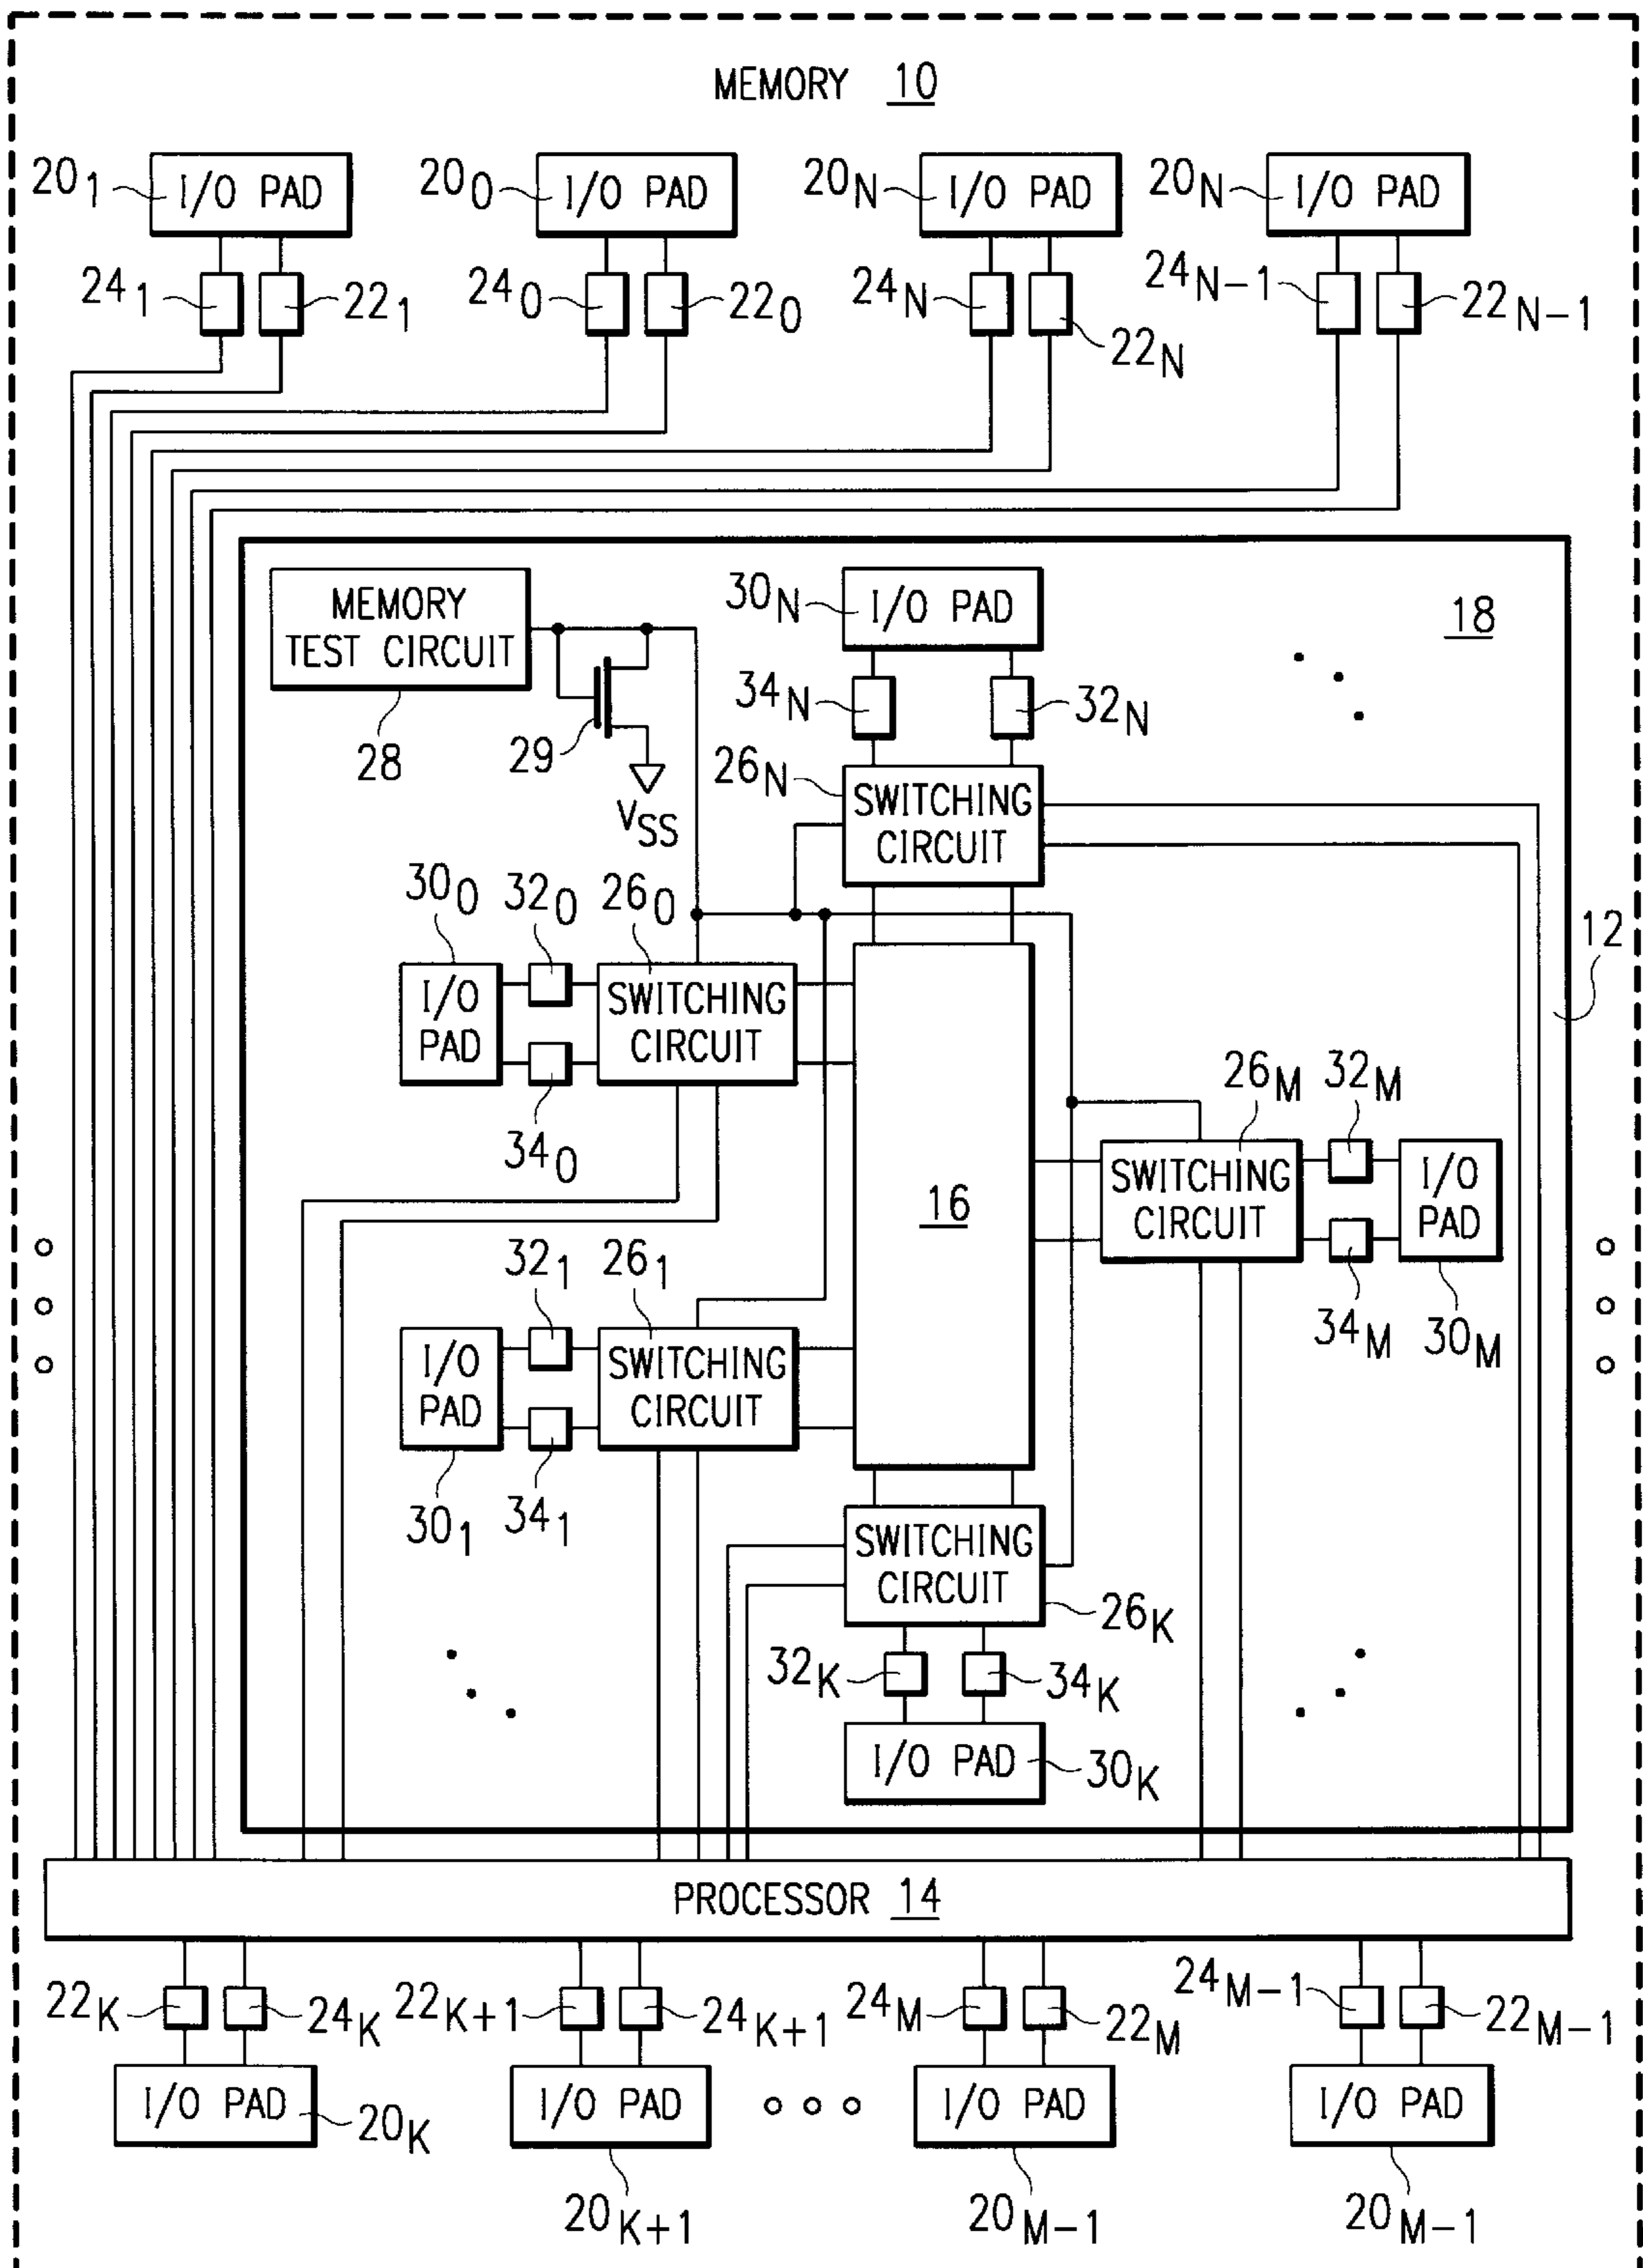 MEMORY 10
20₁ I/O PAD 20₀ I/O PAD 20N I/O PAD 20N I/O PAD
24₁ 22₁ 24₀ 22₀ 24N 22N 24N−1 22N−1
MEMORY
TEST CIRCUIT
28
29
VSS
30N I/O PAD
18
34N 32N
26N SWITCHING
CIRCUIT
12
30₀ 32₀ 26₀
I/O
PAD
SWITCHING
CIRCUIT
34₀
16
26M 32M
SWITCHING
CIRCUIT
I/O
PAD
34M 30M
32₁ 26₁
I/O
PAD
SWITCHING
CIRCUIT
30₁ 34₁
SWITCHING
CIRCUIT
26K
32K 34K
I/O PAD 30K
PROCESSOR 14
22K 24K 22K+1 24K+1 24M 22M 24M−1 22M−1
I/O PAD 20K I/O PAD I/O PAD I/O PAD
20K+1 20M−1 20M−1